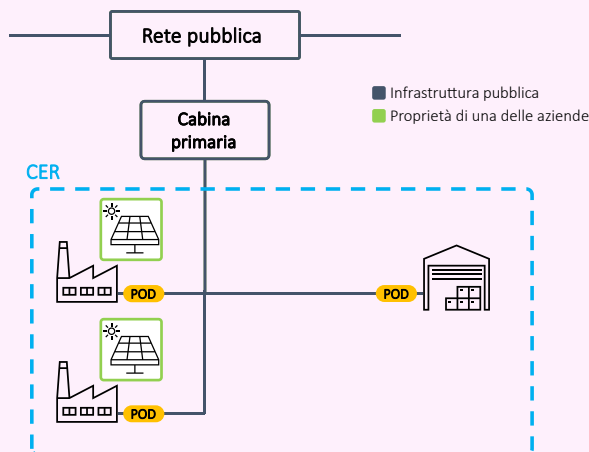 Rete pubblica
Infrastruttura pubblica
Proprietà di una delle aziende
Cabina
primaria
CER
POD
POD
POD